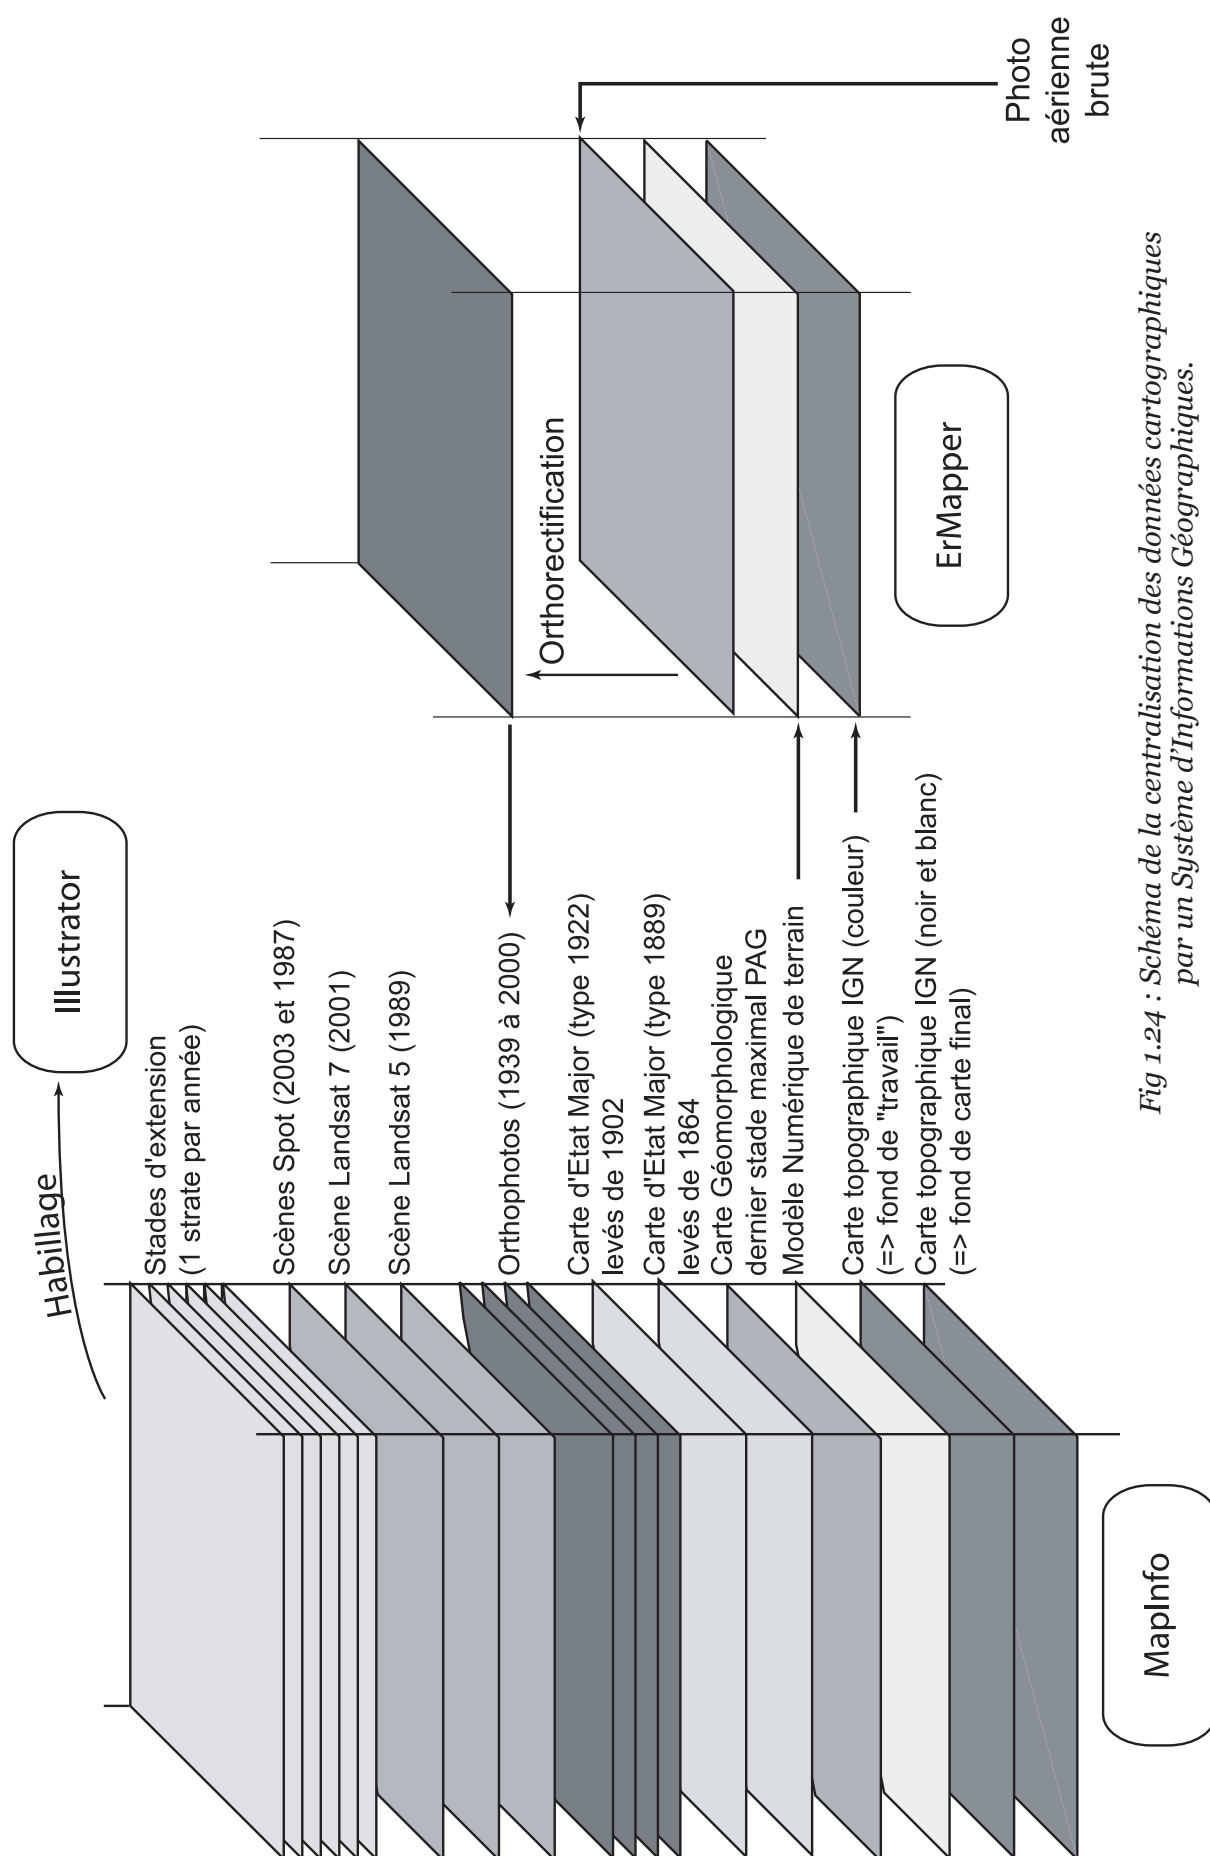 Habillage
Illustrator
Stades d'extension
(1 strate par année)
Scènes Spot (2003 et 1987)
Scène Landsat 7 (2001)
Scène Landsat 5 (1989)
Orthophotos (1939 à 2000)
Carte d'Etat Major (type 1922)
levés de 1902
Carte d'Etat Major (type 1889)
levés de 1864
Carte Géomorphologique
dernier stade maximal PAG
Modèle Numérique de terrain
Carte topographique IGN (couleur)
(=> fond de "travail")
Carte topographique IGN (noir et blanc)
(=> fond de carte final)
MapInfo
Orthorectification
ErMapper
Photo
aérienne
brute
Fig 1.24 : Schéma de la centralisation des données cartographiques
par un Système d'Informations Géographiques.